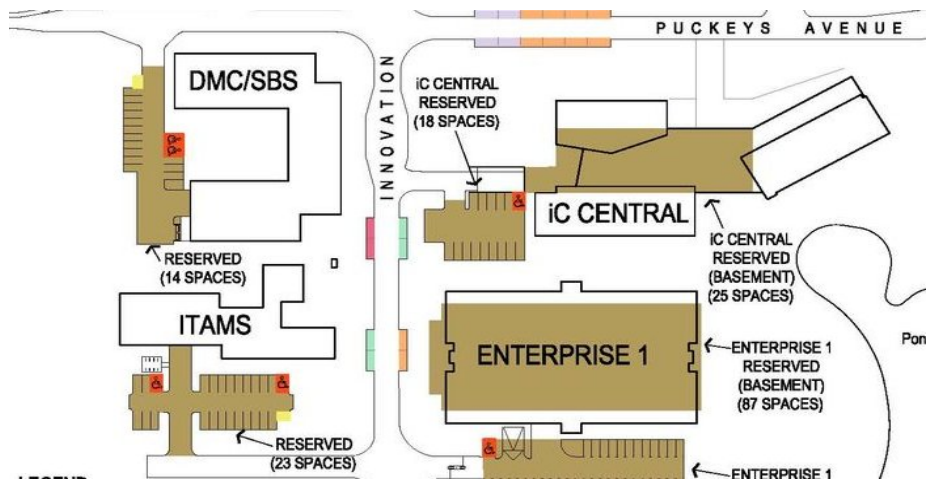 PUCKEYS AVENUE
DMC/SBS
INNOVATION
iC CENTRAL
RESERVED
(18 SPACES)
iC CENTRAL
RESERVED
(14 SPACES)
iC CENTRAL
RESERVED
(BASEMENT)
(25 SPACES)
ITAMS
ENTERPRISE 1
ENTERPRISE 1
RESERVED
(BASEMENT)
(87 SPACES)
Pon
RESERVED
(23 SPACES)
ENTERPRISE 1
LEGEND